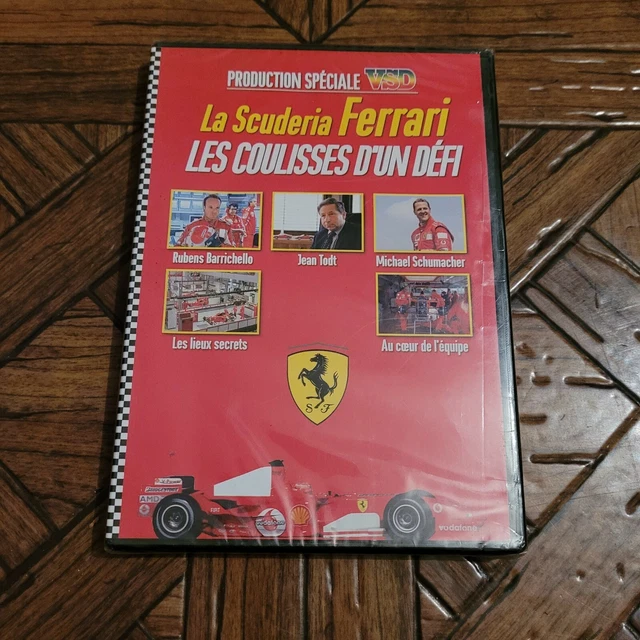 PRODUCTION SPÉCIALE VSD
La Scuderia Ferrari
LES COULISSES D'UN DÉFI
Rubens Barrichello
Jean Todt
Michael Schumacher
Les lieux secrets
Au cœur de l'équipe
S F
AMD
vodafone